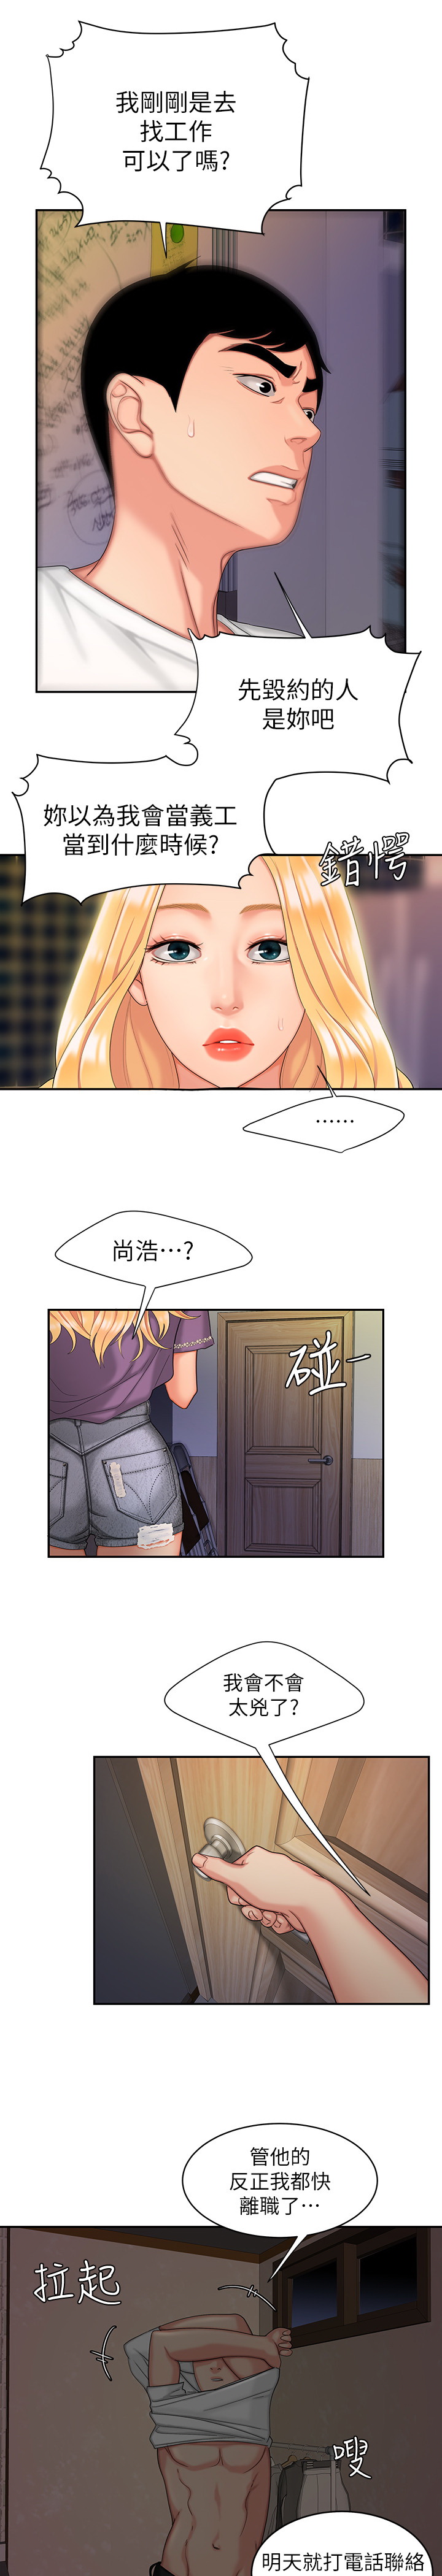 我剛剛是去
找工作
可以了嗎?
先毀約的人
是妳吧
妳以為我會當義工
當到什麼時候?
錯愕
……
尚浩…?
碰一
我會不會
太兇了?
管他的
反正我都快
離職了…
拉起
嗖
明天就打電話聯絡